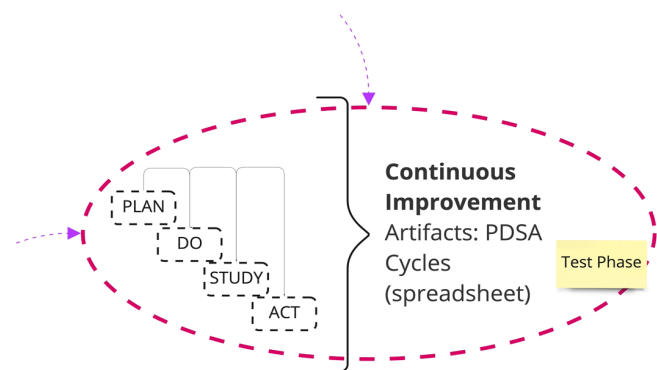 PLAN
DO
STUDY
ACT
Continuous
Improvement
Artifacts: PDSA
Cycles
(spreadsheet)
Test Phase